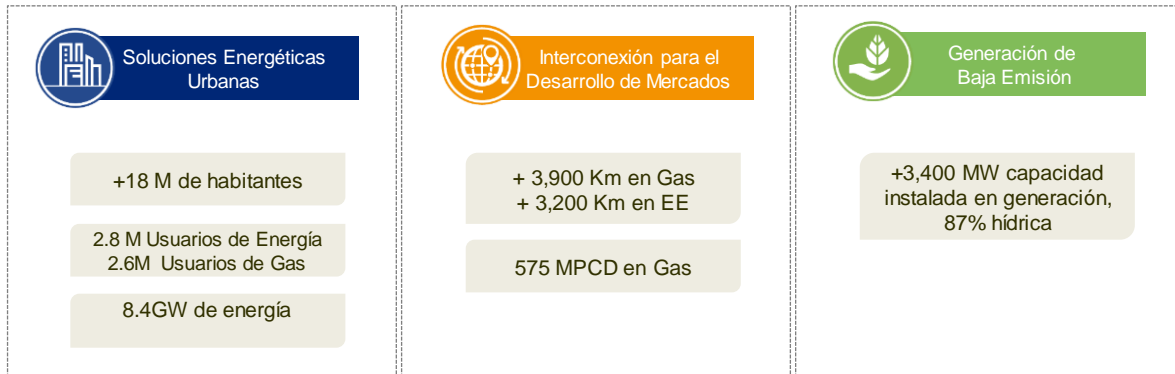 Soluciones Energéticas
Urbanas
+18 M de habitantes
2.8 M Usuarios de Energía
2.6M Usuarios de Gas
8.4GW de energía
Interconexión para el
Desarrollo de Mercados
+ 3,900 Km en Gas
+ 3,200 Km en EE
575 MPCD en Gas
Generación de
Baja Emisión
+3,400 MW capacidad
instalada en generación,
87% hídrica